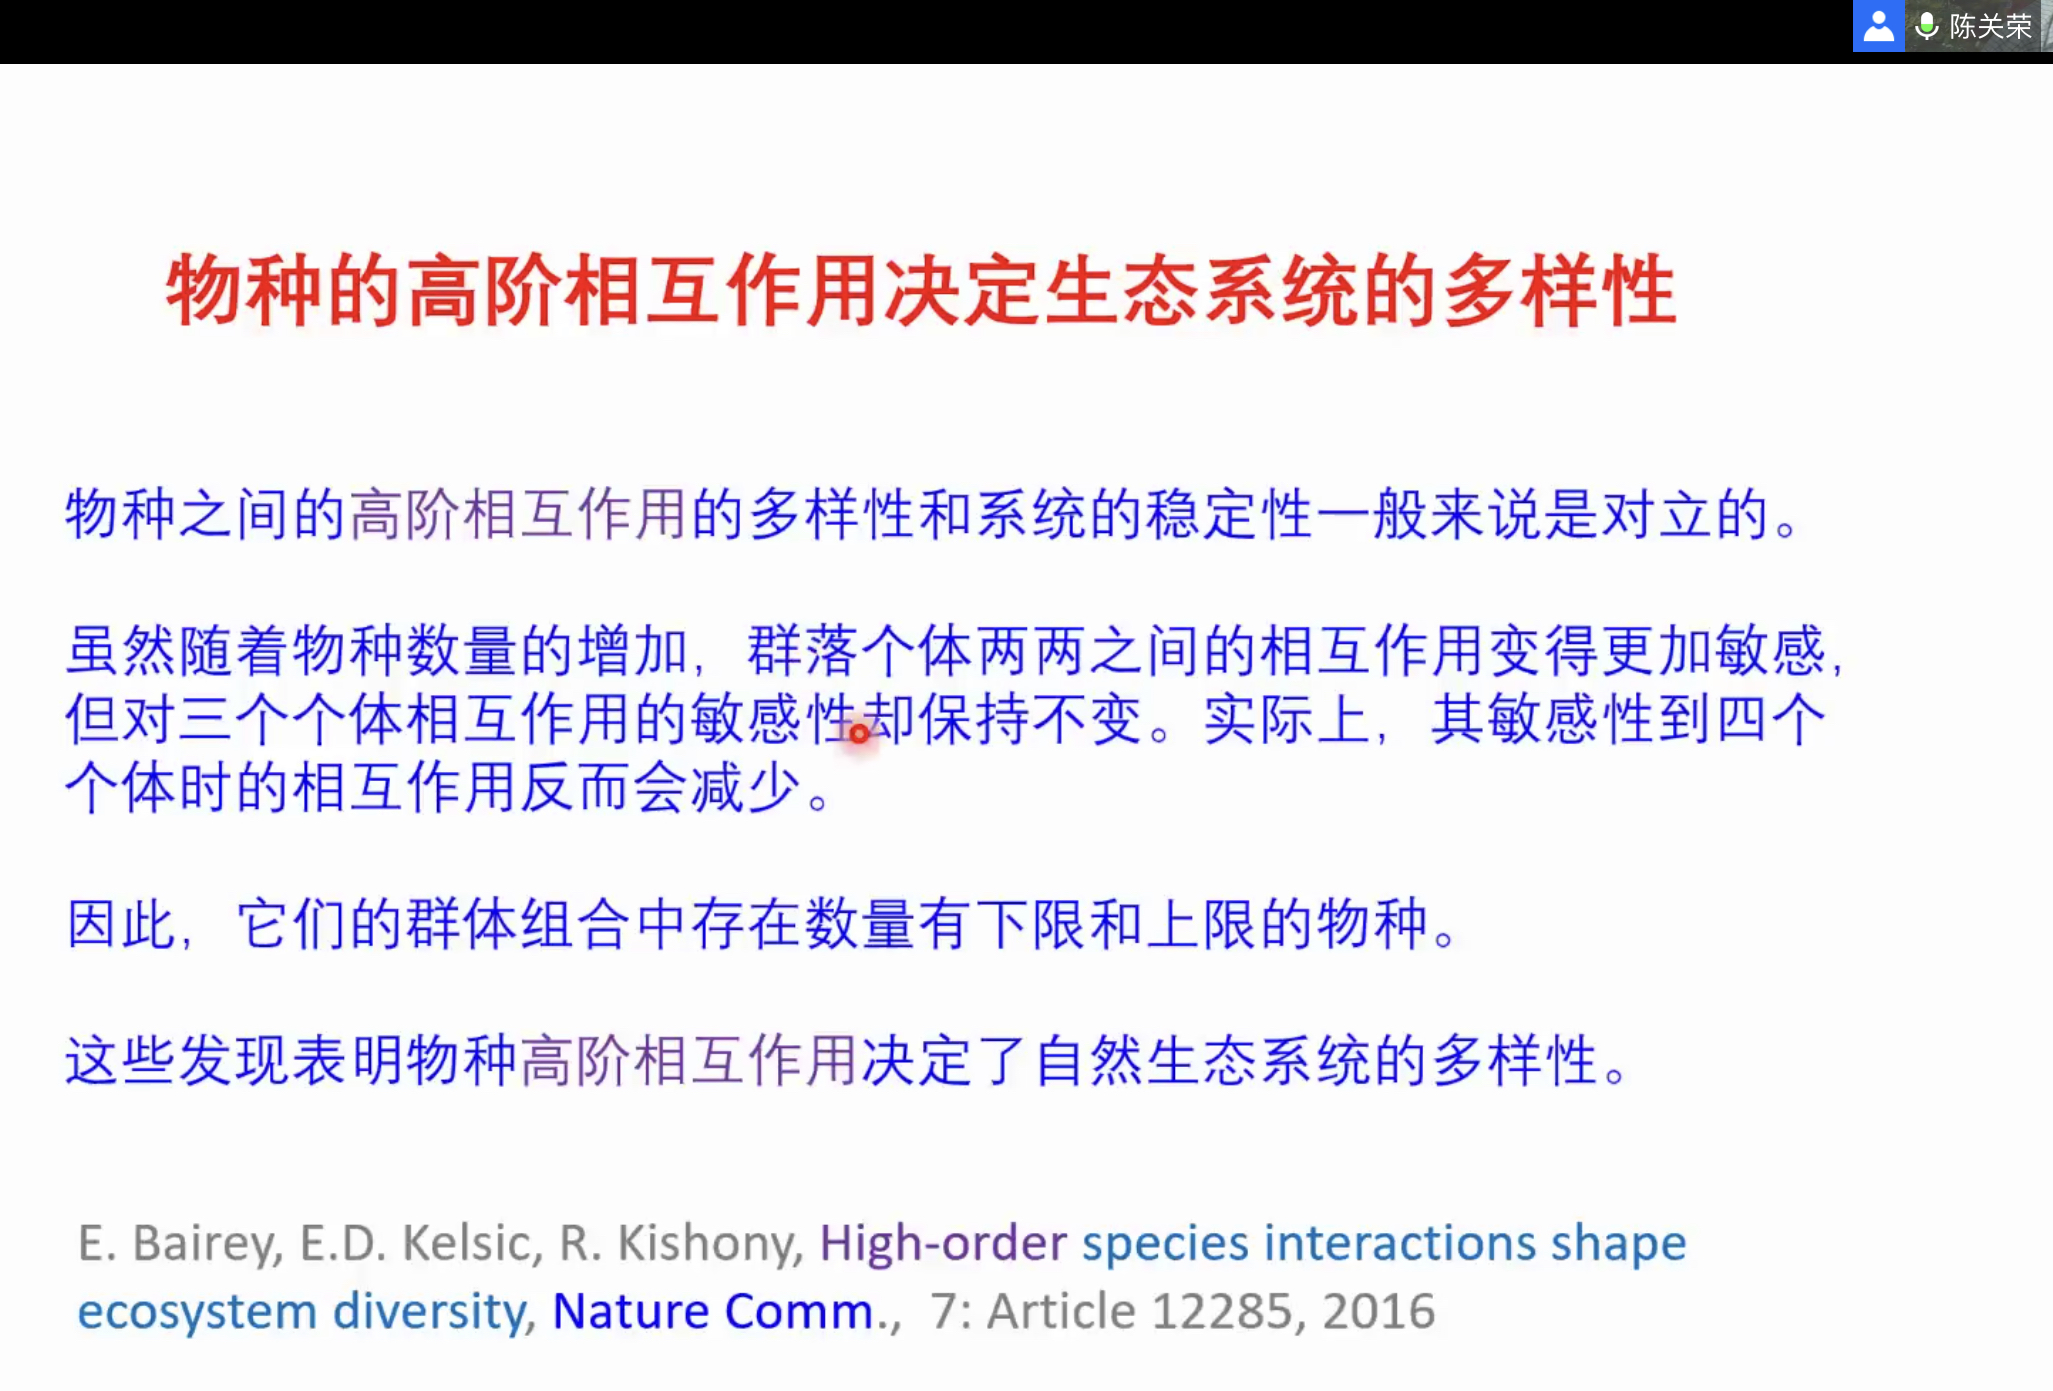 陈关荣
物种的高阶相互作用决定生态系统的多样性
物种之间的高阶相互作用的多样性和系统的稳定性一般来说是对立的。
虽然随着物种数量的增加，群落个体两两之间的相互作用变得更加敏感，
但对三个个体相互作用的敏感性却保持不变。实际上，其敏感性到四个
个体时的相互作用反而会减少。
因此，它们的群体组合中存在数量有下限和上限的物种。
这些发现表明物种高阶相互作用决定了自然生态系统的多样性。
E. Bairey, E.D. Kelsic, R. Kishony, High-order species interactions shape
ecosystem diversity, Nature Comm., 7: Article 12285, 2016